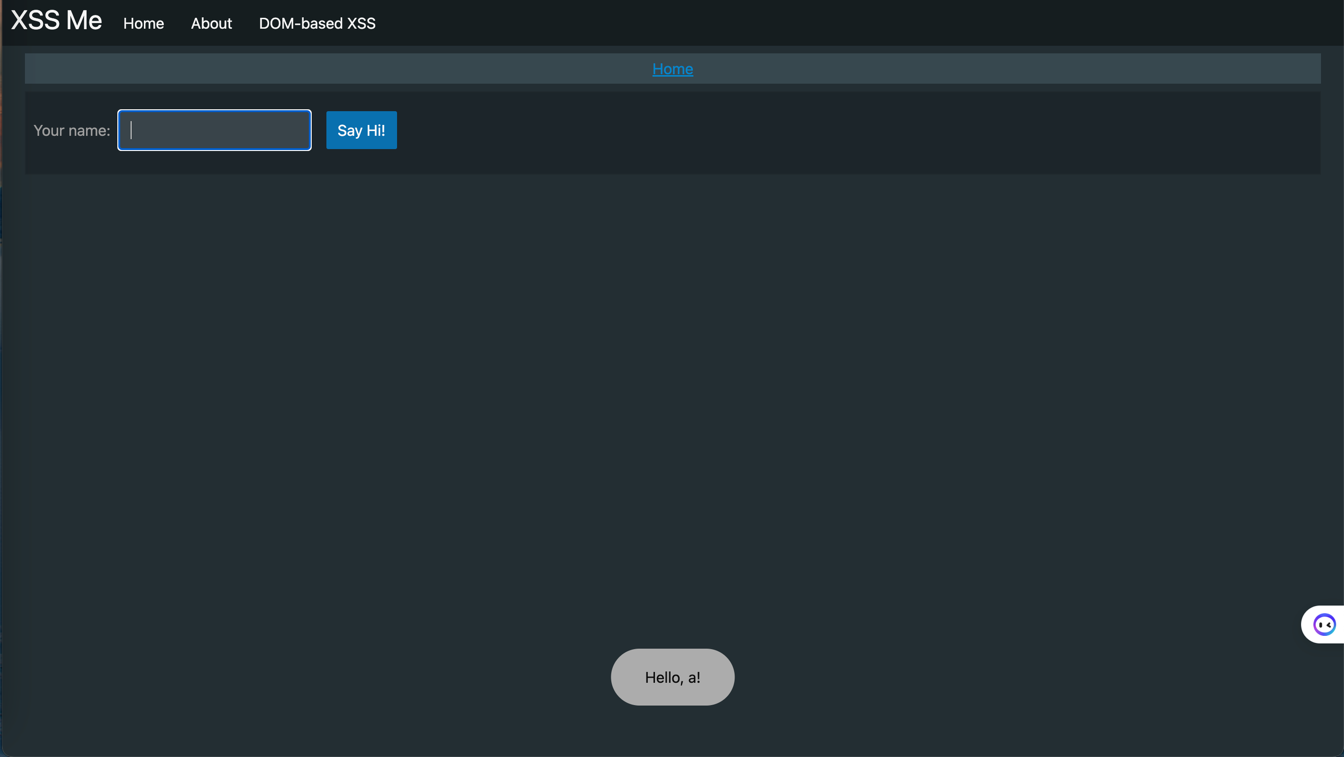 XSS Me Home About DOM-based XSS
Home
Your name: Say Hi!
Hello, a!